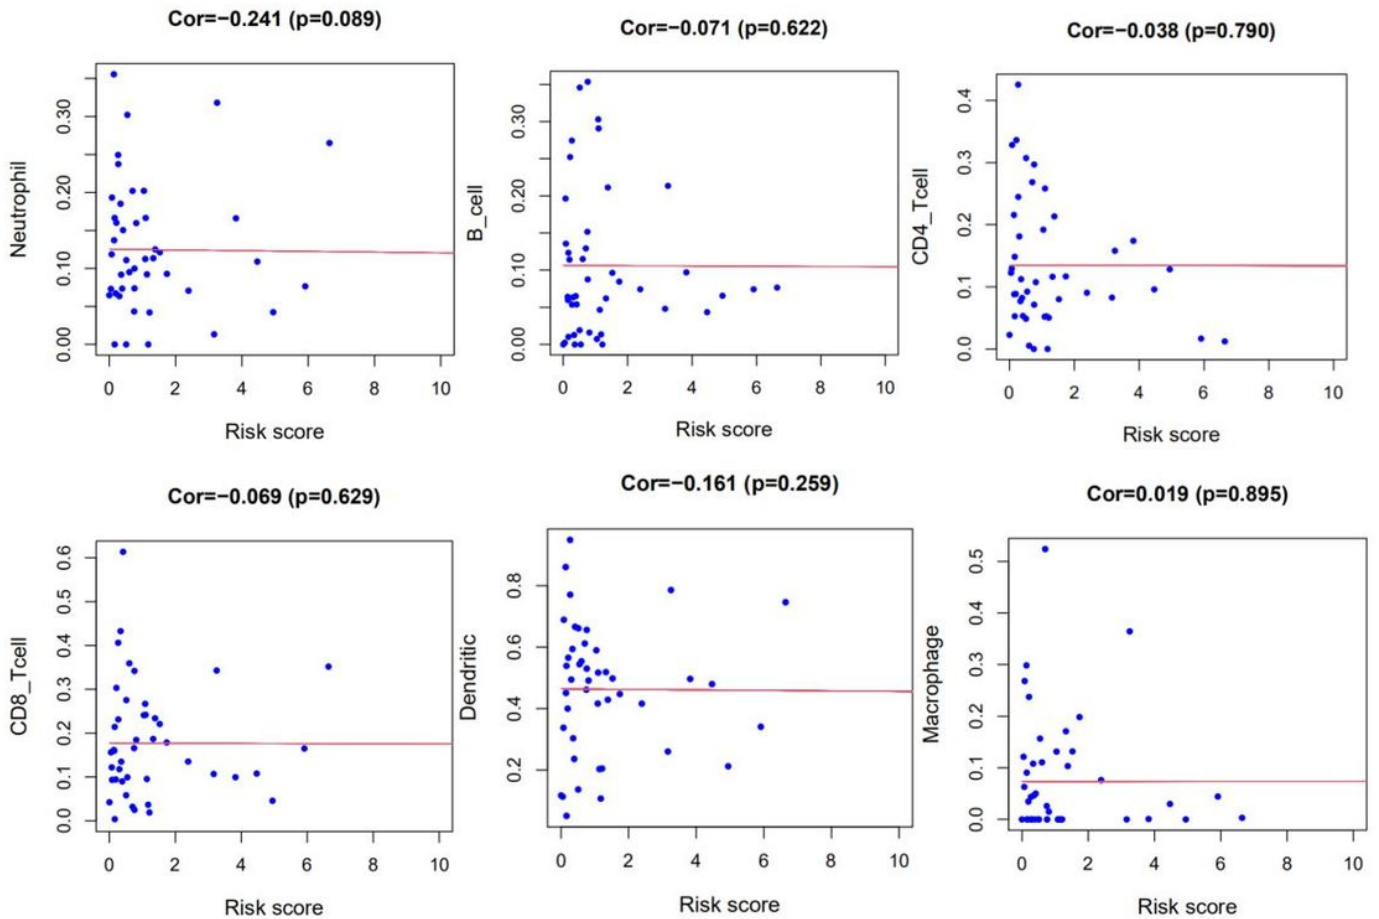 Cor=−0.241 (p=0.089)
Neutrophil
0.00 0.10 0.20 0.30
0 2 4 6 8 10
Risk score
Cor=−0.071 (p=0.622)
B_cell
0.00 0.10 0.20 0.30
0 2 4 6 8 10
Risk score
Cor=−0.038 (p=0.790)
CD4_Tcell
0.0 0.1 0.2 0.3 0.4
0 2 4 6 8 10
Risk score
Cor=−0.069 (p=0.629)
CD8_Tcell
0.0 0.1 0.2 0.3 0.4 0.5 0.6
0 2 4 6 8 10
Risk score
Cor=−0.161 (p=0.259)
Dendritic
0.2 0.4 0.6 0.8
0 2 4 6 8 10
Risk score
Cor=0.019 (p=0.895)
Macrophage
0.0 0.1 0.2 0.3 0.4 0.5
0 2 4 6 8 10
Risk score